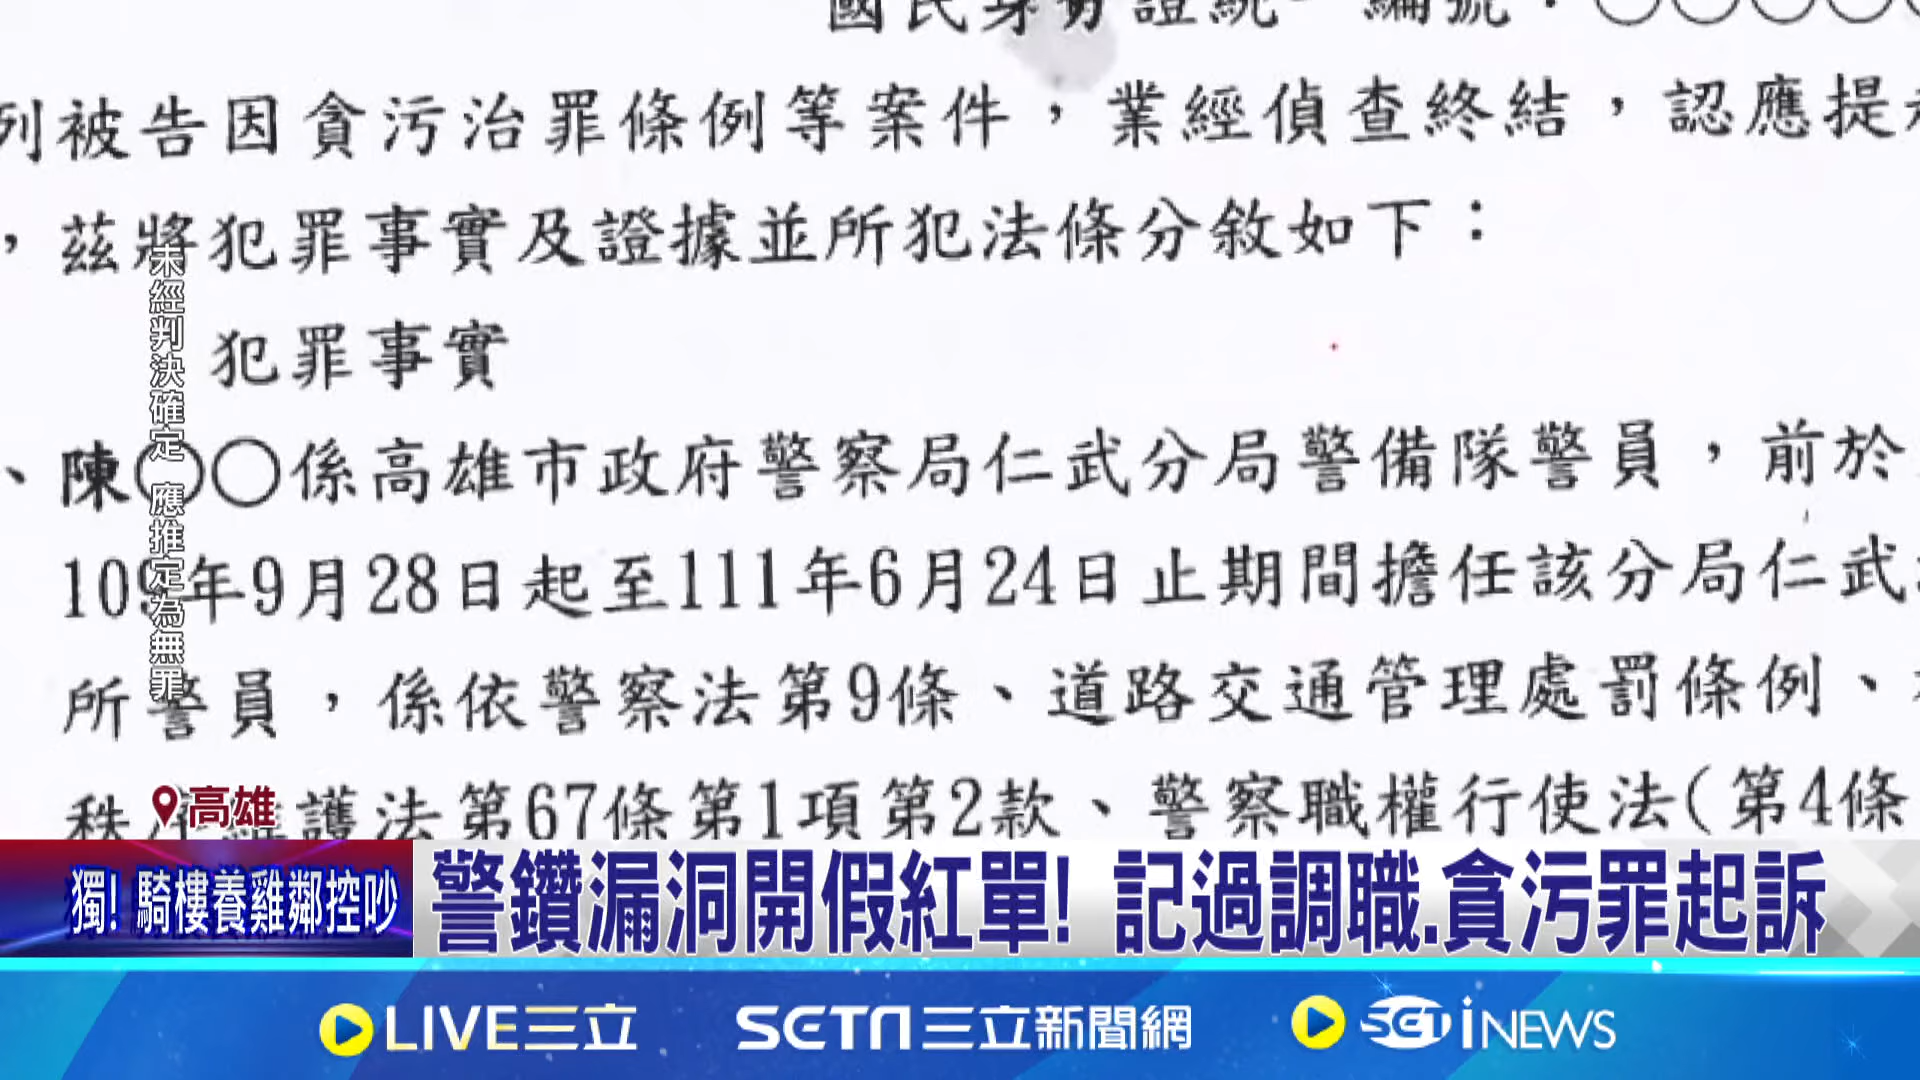 國民身分證統一編號：○○○○
列被告因貪污治罪條例等案件，業經偵查終結，認應提
，茲將犯罪事實及證據並所犯法條分敘如下：
犯罪事實
、陳○○係高雄市政府警察局仁武分局警備隊警員，前於
109年9月28日起至111年6月24日止期間擔任該分局仁武
所警員，係依警察法第9條、道路交通管理處罰條例、
秩序維護法第67條第1項第2款、警察職權行使法(第4條
未經判決確定 應推定為無罪
高雄
獨! 騎樓養雞鄰控吵
警鑽漏洞開假紅單! 記過調職.貪污罪起訴
LIVE三立
SETN三立新聞網
SET iNEWS